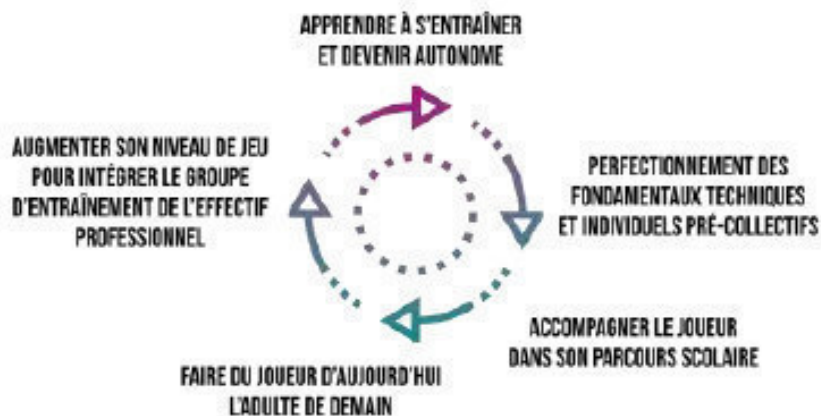 APPRENDRE À S'ENTRAÎNER
ET DEVENIR AUTONOME
PERFECTIONNEMENT DES
FONDAMENTAUX TECHNIQUES
ET INDIVIDUELS PRÉ-COLLECTIFS
ACCOMPAGNER LE JOUEUR
DANS SON PARCOURS SCOLAIRE
FAIRE DU JOUEUR D'AUJOURD'HUI
L'ADULTE DE DEMAIN
AUGMENTER SON NIVEAU DE JEU
POUR INTÉGRER LE GROUPE
D'ENTRAÎNEMENT DE L'EFFECTIF
PROFESSIONNEL